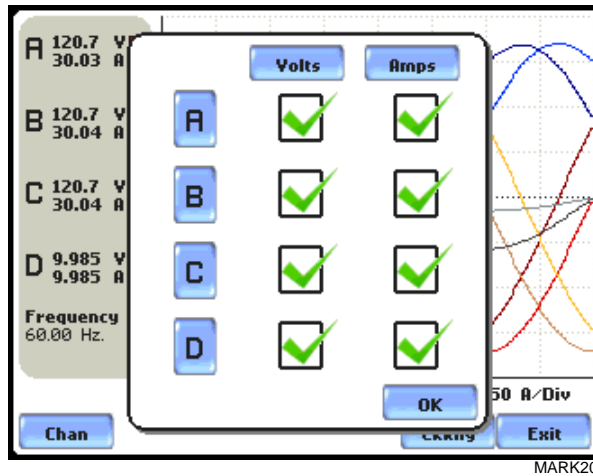 A 120.7 V
30.03 A
B 120.7 V
30.04 A
C 120.7 V
30.04 A
D 9.985 V
9.985 A
Frequency
60.00 Hz.
Volts Amps
A
B
C
D
OK
50 A/Div
Chan Exit
MARK20